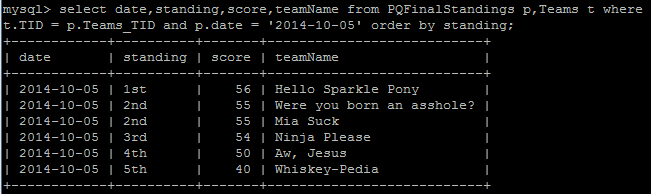 mysql> select date,standing,score,teamName from PQFinalStandings p,Teams t where
t.TID = p.Teams_TID and p.date = '2014-10-05' order by standing;
+------------+----------+-------+---------------------------+
| date       | standing | score | teamName                  |
+------------+----------+-------+---------------------------+
| 2014-10-05 | 1st      |    56 | Hello Sparkle Pony        |
| 2014-10-05 | 2nd      |    55 | Were you born an asshole? |
| 2014-10-05 | 2nd      |    55 | Mia Suck                  |
| 2014-10-05 | 3rd      |    54 | Ninja Please              |
| 2014-10-05 | 4th      |    50 | Aw, Jesus                 |
| 2014-10-05 | 5th      |    40 | Whiskey-Pedia             |
+------------+----------+-------+---------------------------+